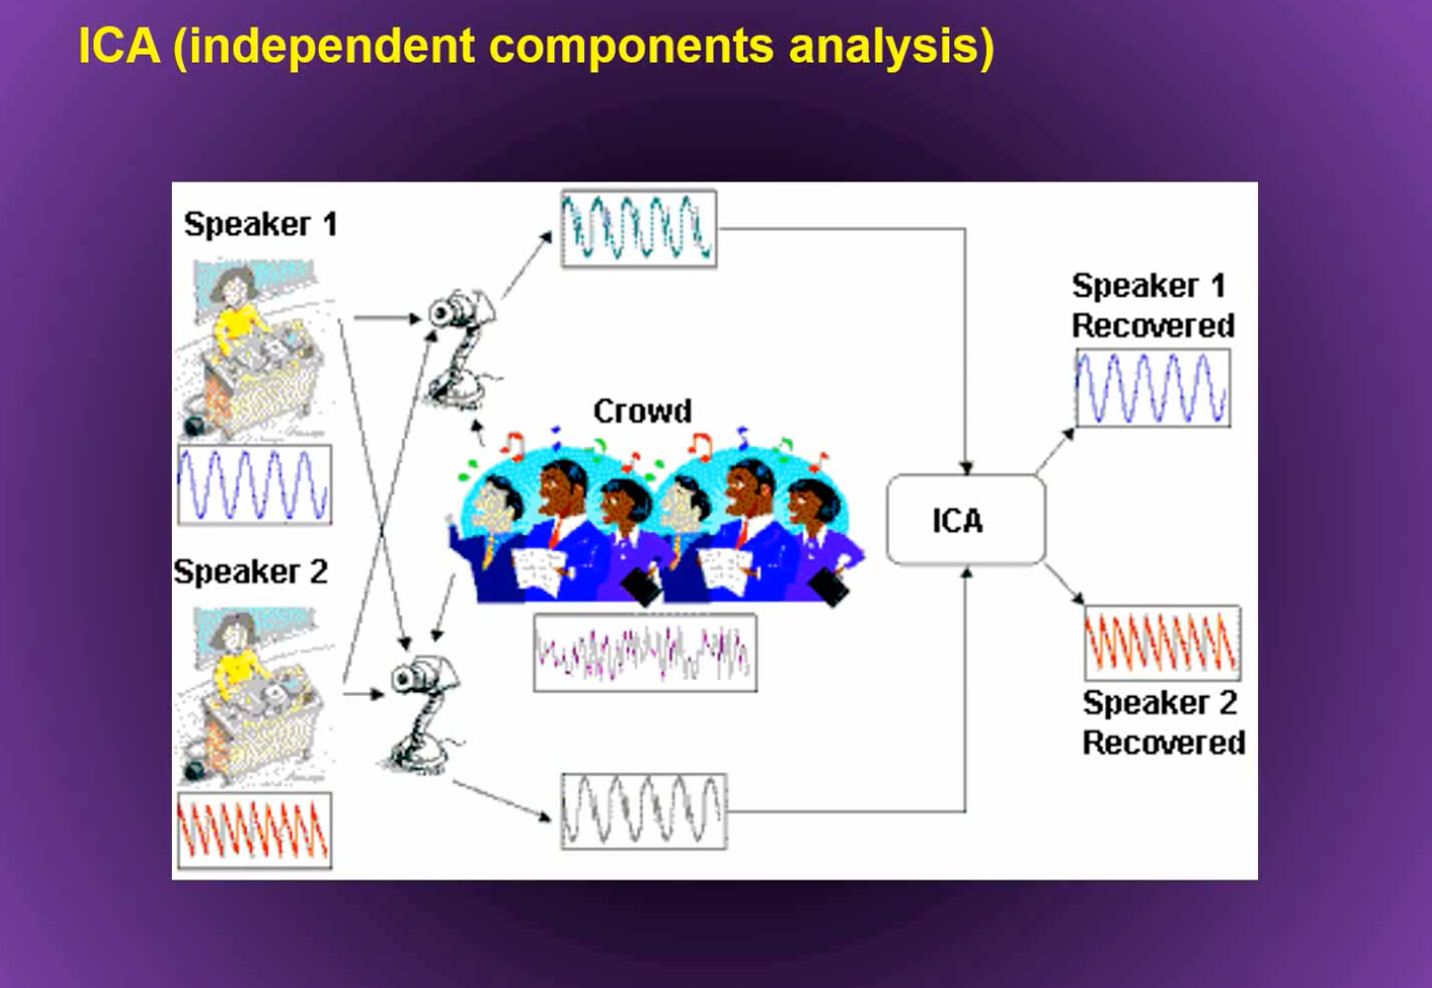 ICA (independent components analysis)
Speaker 1
Speaker 1
Recovered
Crowd
ICA
Speaker 2
Speaker 2
Recovered